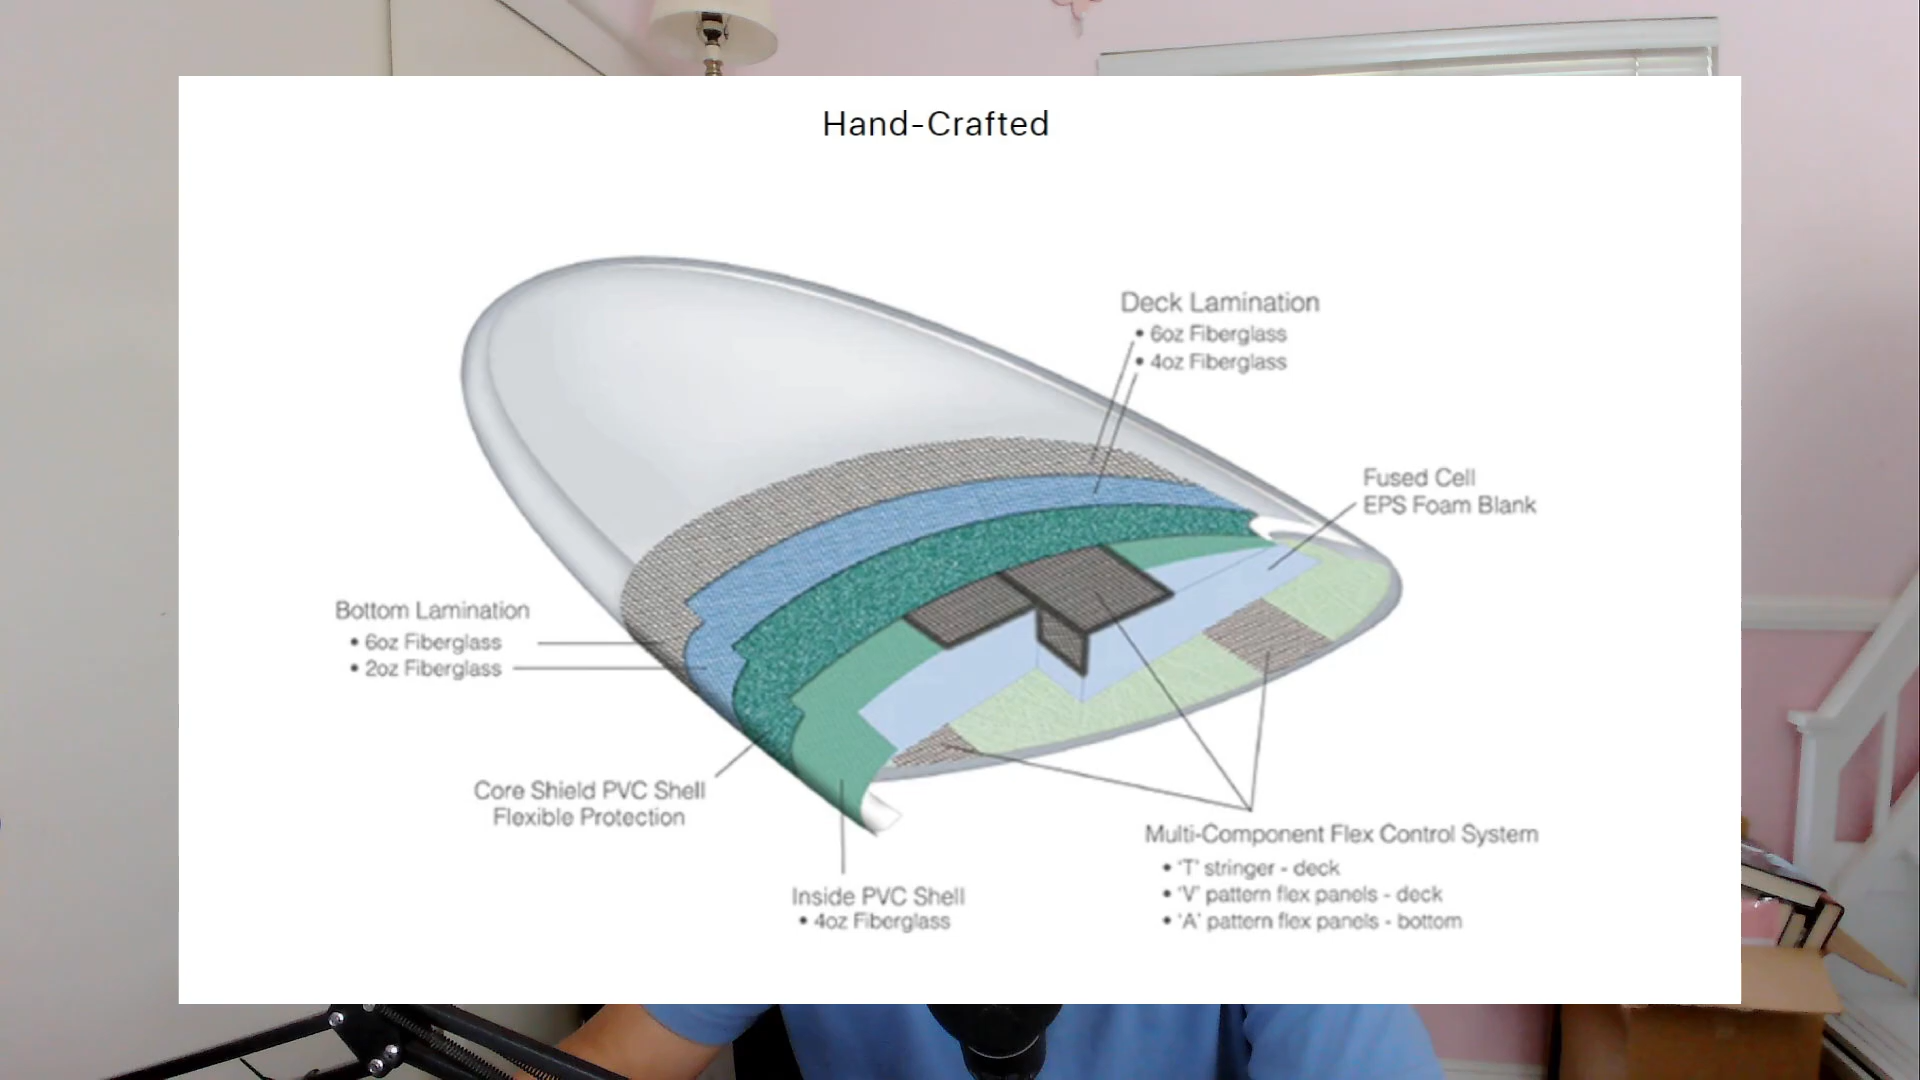 Hand-Crafted
Deck Lamination
• 6oz Fiberglass
• 4oz Fiberglass
Fused Cell
EPS Foam Blank
Bottom Lamination
• 6oz Fiberglass
• 2oz Fiberglass
Core Shield PVC Shell
Flexible Protection
Inside PVC Shell
• 4oz Fiberglass
Multi-Component Flex Control System
• 'T' stringer - deck
• 'V' pattern flex panels - deck
• 'A' pattern flex panels - bottom